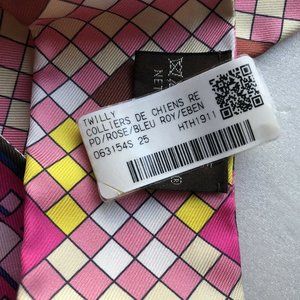 TWILLY
COLLIERS DE CHIENS RE
PD/ROSE/BLEU ROY/EBEN
063154S 25
HTH1911